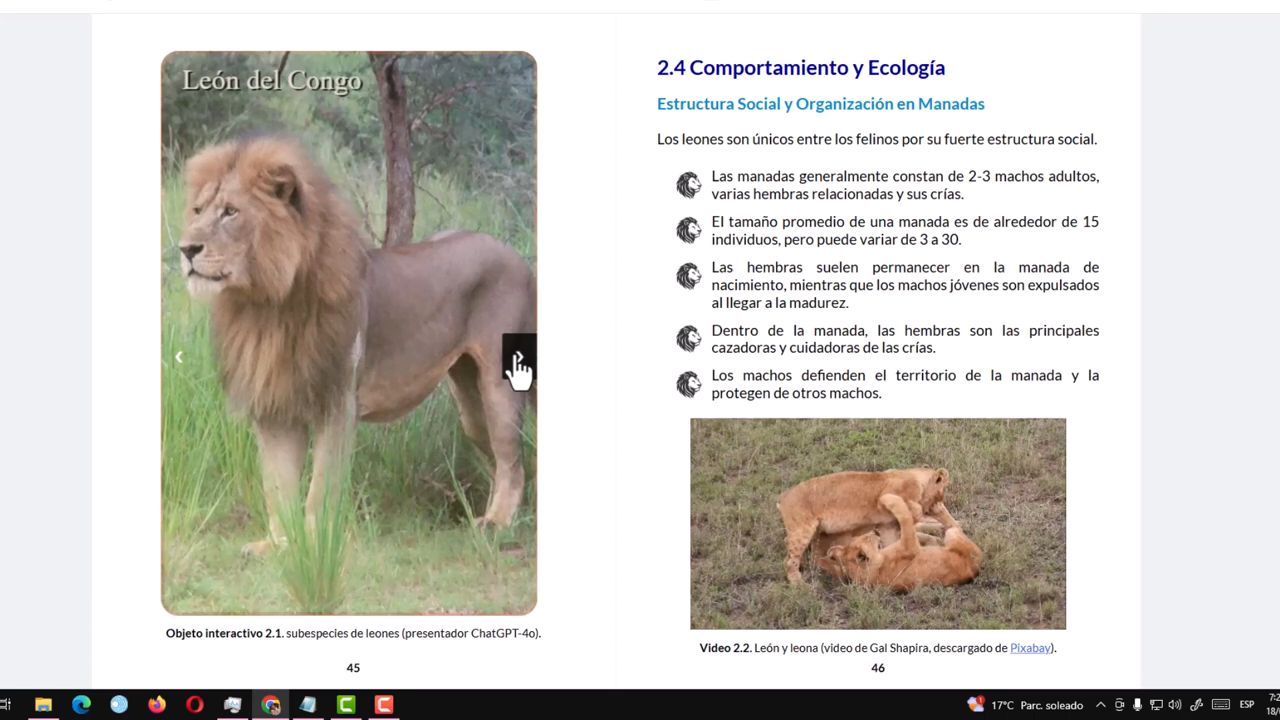 León del Congo
Objeto interactivo 2.1. subespecies de leones (presentador ChatGPT-4o).
45
2.4 Comportamiento y Ecología
Estructura Social y Organización en Manadas
Los leones son únicos entre los felinos por su fuerte estructura social.
Las manadas generalmente constan de 2-3 machos adultos,
varias hembras relacionadas y sus crías.
El tamaño promedio de una manada es de alrededor de 15
individuos, pero puede variar de 3 a 30.
Las hembras suelen permanecer en la manada de
nacimiento, mientras que los machos jóvenes son expulsados
al llegar a la madurez.
Dentro de la manada, las hembras son las principales
cazadoras y cuidadoras de las crías.
Los machos defienden el territorio de la manada y la
protegen de otros machos.
Video 2.2. León y leona (video de Gal Shapira, descargado de Pixabay).
46
17°C Parc. soleado
ESP